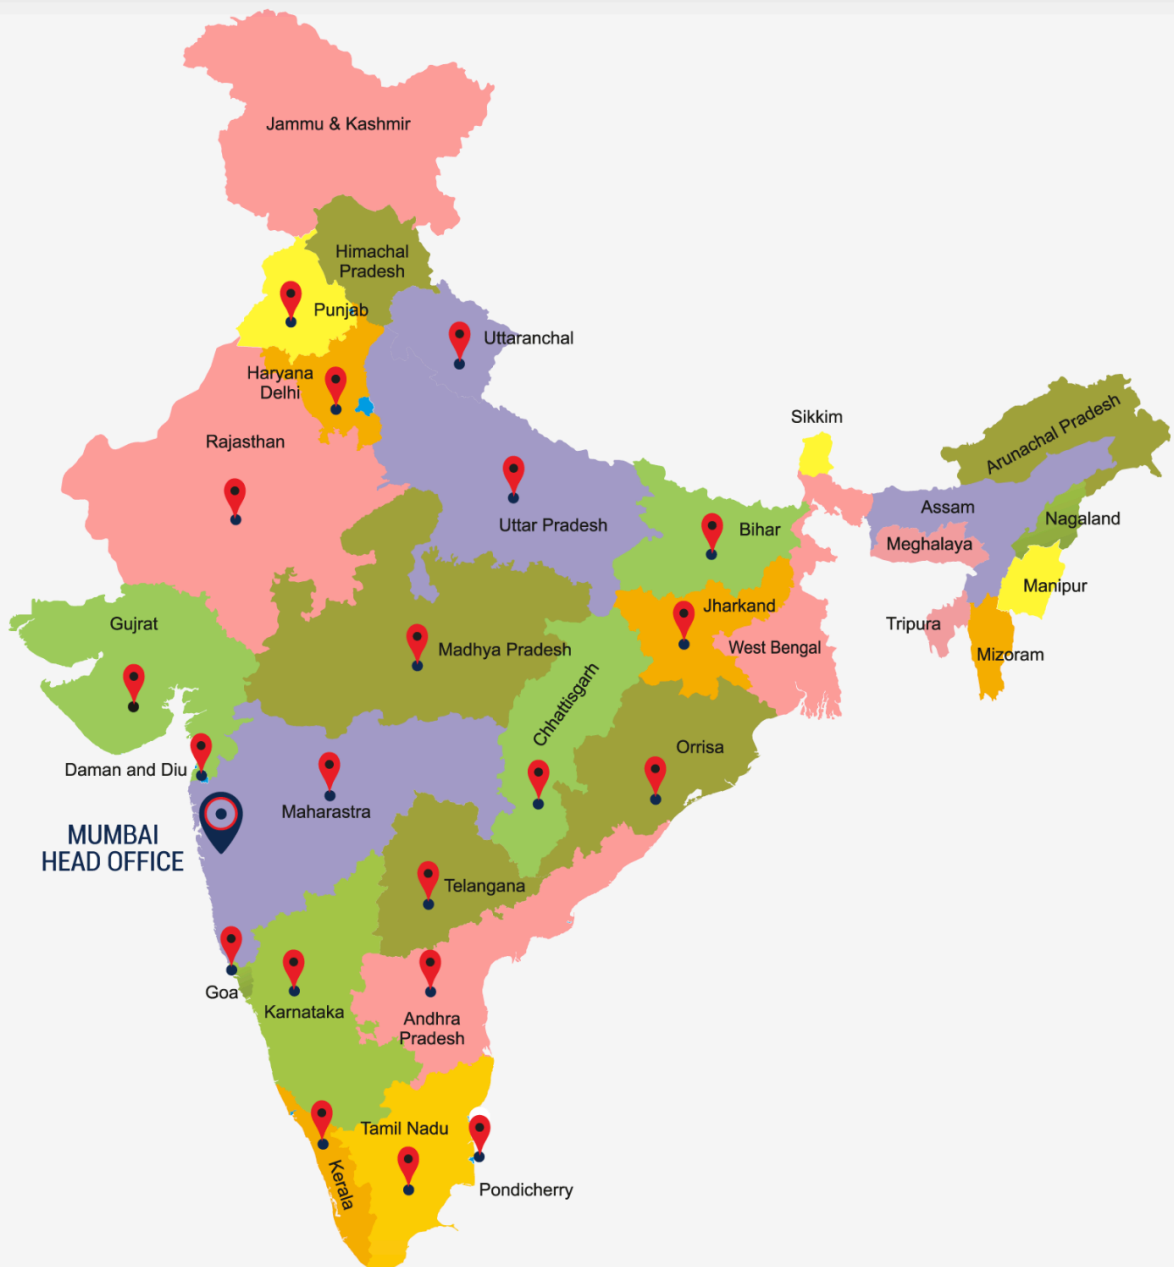 Jammu & Kashmir
Himachal
Pradesh
Punjab
Uttaranchal
Haryana
Delhi
Rajasthan
Sikkim
Arunachal Pradesh
Uttar Pradesh
Bihar
Assam
Nagaland
Meghalaya
Manipur
Gujrat
Jharkand
Tripura
Madhya Pradesh
West Bengal
Mizoram
Chhattisgarh
Orrisa
Daman and Diu
Maharastra
MUMBAI
HEAD OFFICE
Telangana
Goa
Karnataka
Andhra
Pradesh
Tamil Nadu
Kerala
Pondicherry